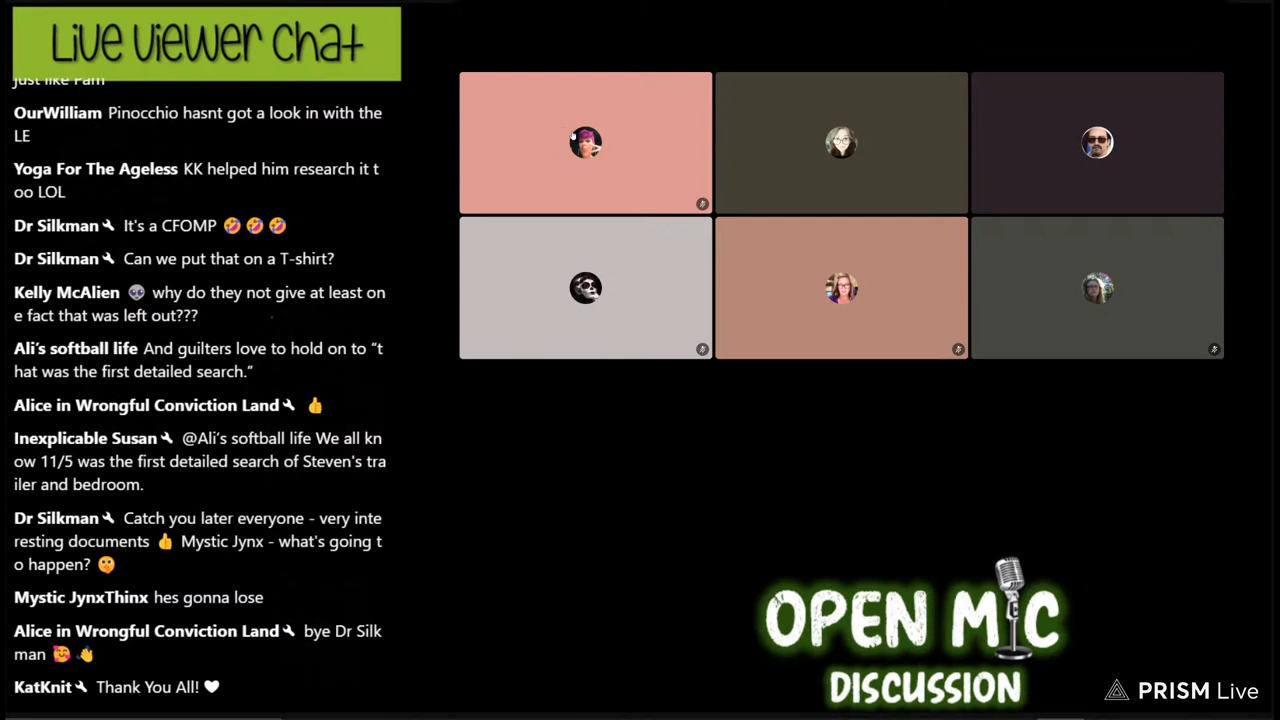 Live viewer chat
just like Pam
OurWilliam Pinocchio hasnt got a look in with the
LE
Yoga For The Ageless KK helped him research it t
oo LOL
Dr Silkman It's a CFOMP 🤣 🤣 🤣
Dr Silkman Can we put that on a T-shirt?
Kelly McAlien 👽 why do they not give at least on
e fact that was left out???
Ali’s softball life And guilters love to hold on to “t
hat was the first detailed search.”
Alice in Wrongful Conviction Land 👍
Inexplicable Susan @Ali’s softball life We all kn
ow 11/5 was the first detailed search of Steven's tra
iler and bedroom.
Dr Silkman Catch you later everyone - very inte
resting documents 👍 Mystic Jynx - what's going t
o happen? 🤫
Mystic JynxThinx hes gonna lose
Alice in Wrongful Conviction Land bye Dr Silk
man 🥰 👋
KatKnit Thank You All! 🤍
OPEN MIC
DISCUSSION
PRISM Live